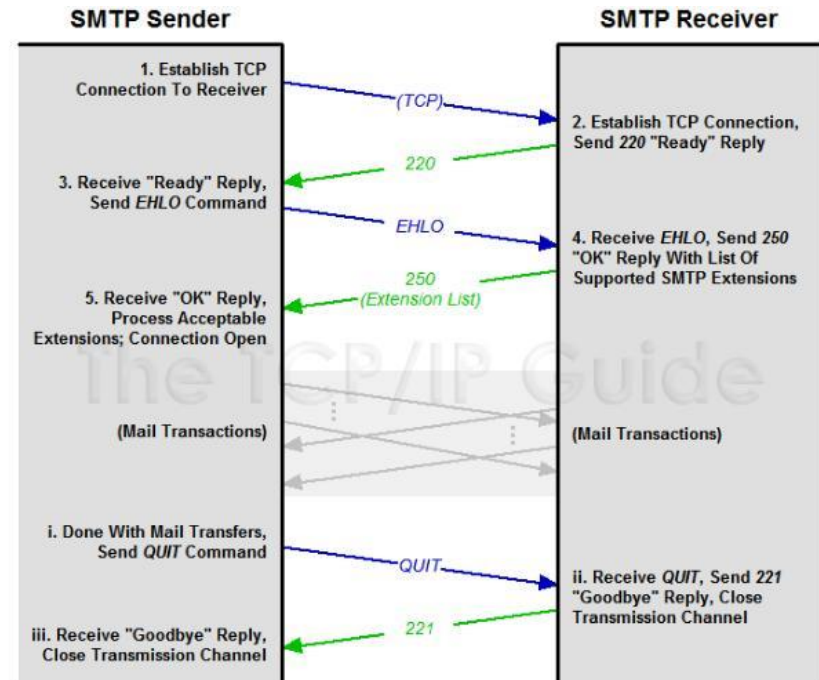 SMTP Sender
SMTP Receiver
1. Establish TCP
Connection To Receiver
(TCP)
2. Establish TCP Connection,
Send 220 "Ready" Reply
220
3. Receive "Ready" Reply,
Send EHLO Command
EHLO
4. Receive EHLO, Send 250
"OK" Reply With List Of
Supported SMTP Extensions
250
(Extension List)
5. Receive "OK" Reply,
Process Acceptable
Extensions; Connection Open
The TCP/IP Guide
(Mail Transactions)
(Mail Transactions)
i. Done With Mail Transfers,
Send QUIT Command
QUIT
ii. Receive QUIT, Send 221
"Goodbye" Reply, Close
Transmission Channel
221
iii. Receive "Goodbye" Reply,
Close Transmission Channel